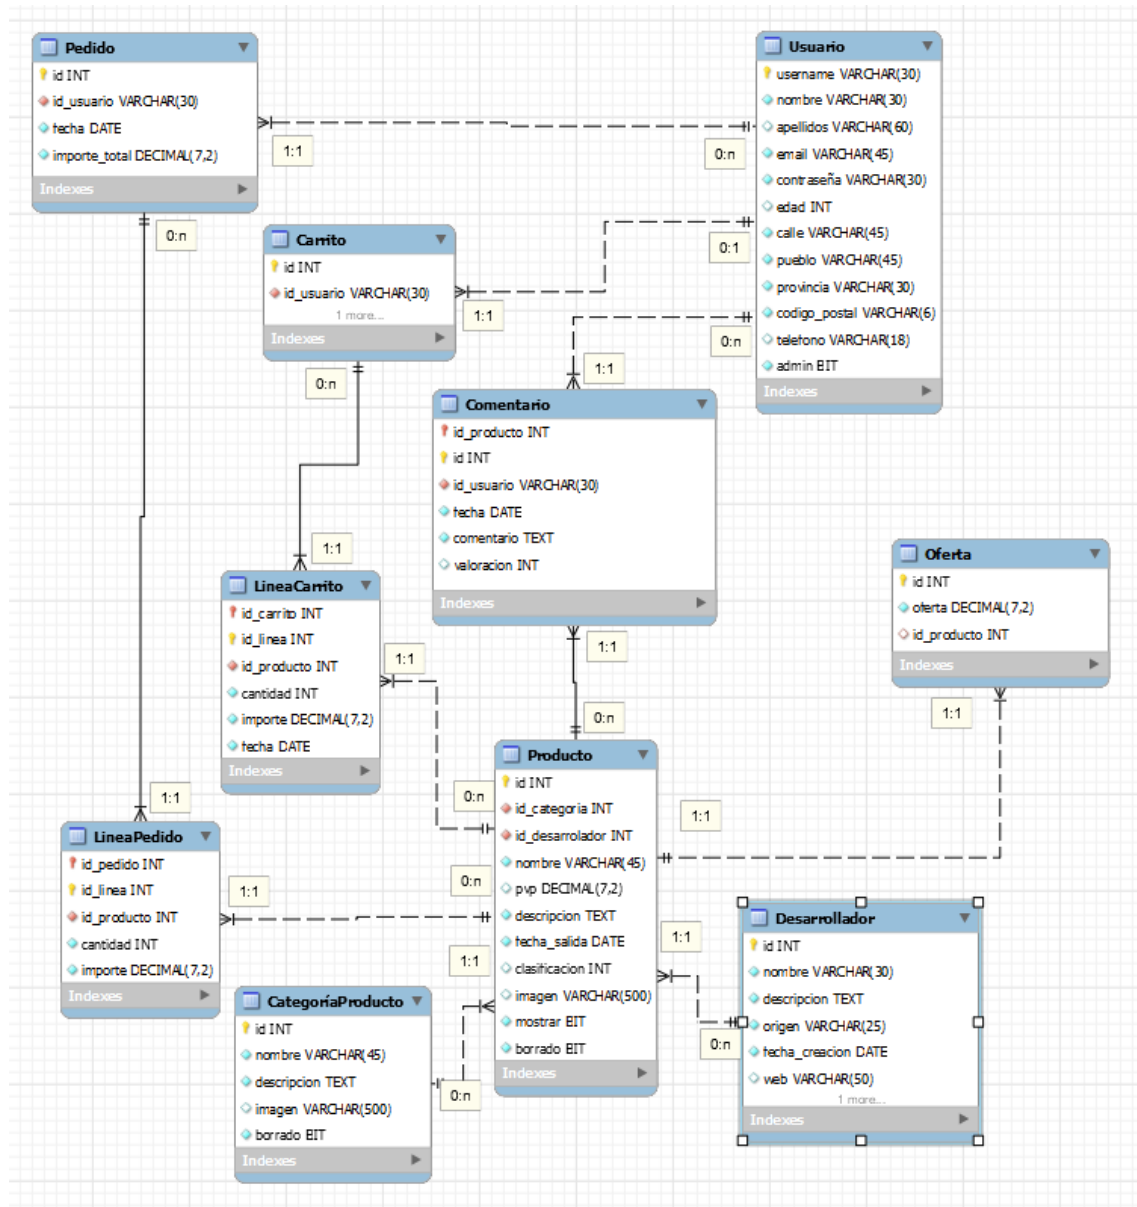 Pedido
id INT
id_usuario VARCHAR(30)
fecha DATE
importe_total DECIMAL(7,2)
Indexes
Usuario
username VARCHAR(30)
nombre VARCHAR(30)
apellidos VARCHAR(60)
email VARCHAR(45)
contraseña VARCHAR(30)
edad INT
calle VARCHAR(45)
pueblo VARCHAR(45)
provincia VARCHAR(30)
codigo_postal VARCHAR(6)
telefono VARCHAR(18)
admin BIT
Indexes
1:1
0:n
0:n
0:1
1:1
0:n
1:1
Carrito
id INT
id_usuario VARCHAR(30)
1 more...
Indexes
0:n
Comentario
id_producto INT
id INT
id_usuario VARCHAR(30)
fecha DATE
comentario TEXT
valoracion INT
Indexes
1:1
1:1
0:n
Oferta
id INT
oferta DECIMAL(7,2)
id_producto INT
Indexes
1:1
LineaCarrito
id_carrito INT
id_linea INT
id_producto INT
cantidad INT
importe DECIMAL(7,2)
fecha DATE
Indexes
1:1
0:n
1:1
LineaPedido
id_pedido INT
id_linea INT
id_producto INT
cantidad INT
importe DECIMAL(7,2)
Indexes
1:1
1:1
0:n
Producto
id INT
id_categoria INT
id_desarrolador INT
nombre VARCHAR(45)
pvp DECIMAL(7,2)
descripcion TEXT
fecha_salida DATE
clasificacion INT
imagen VARCHAR(500)
mostrar BIT
borrado BIT
Indexes
1:1
1:1
0:n
CategoríaProducto
id INT
nombre VARCHAR(45)
descripcion TEXT
imagen VARCHAR(500)
borrado BIT
Indexes
0:n
Desarrollador
id INT
nombre VARCHAR(30)
descripcion TEXT
origen VARCHAR(25)
fecha_creacion DATE
web VARCHAR(50)
1 more...
Indexes